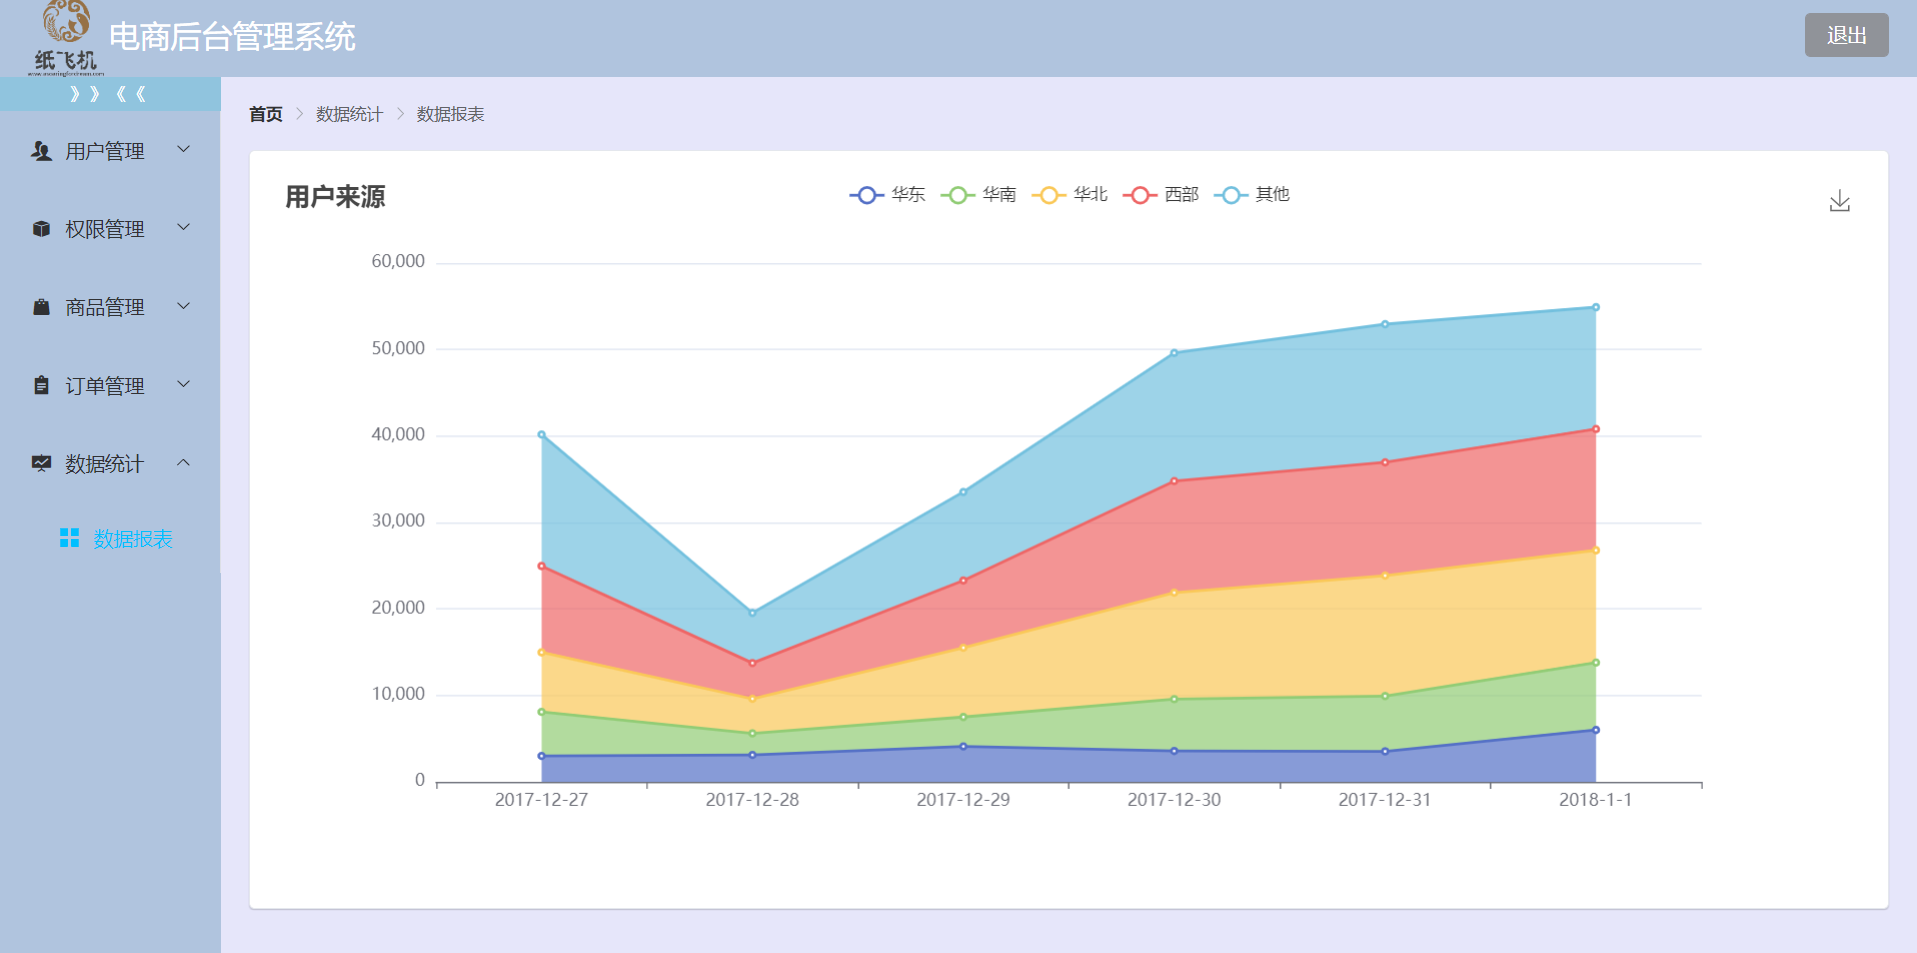 纸飞机
电商后台管理系统
退出
》》《《
用户管理
权限管理
商品管理
订单管理
数据统计
数据报表
首页 > 数据统计 > 数据报表
用户来源
华东 华南 华北 西部 其他
60,000
50,000
40,000
30,000
20,000
10,000
0
2017-12-27 2017-12-28 2017-12-29 2017-12-30 2017-12-31 2018-1-1